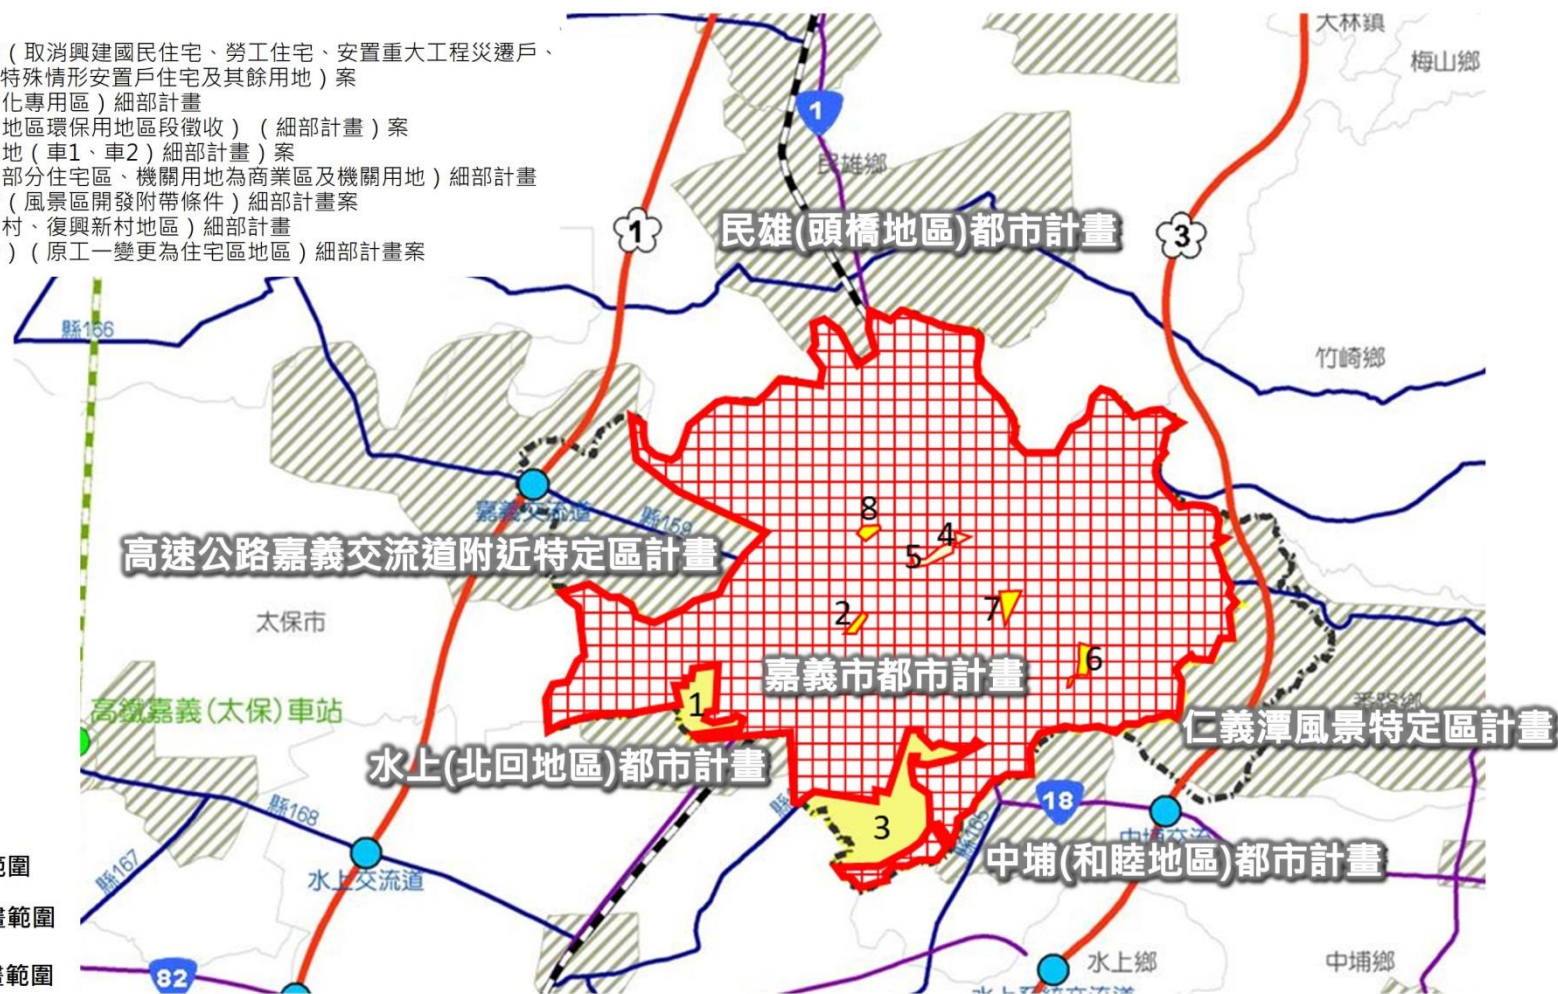 （取消興建國民住宅、勞工住宅、安置重大工程災遷戶、
特殊情形安置戶住宅及其餘用地）案
化專用區）細部計畫
地區環保用地區段徵收）（細部計畫）案
地（車1、車2）細部計畫）案
部分住宅區、機關用地為商業區及機關用地）細部計畫
（風景區開發附帶條件）細部計畫案
村、復興新村地區）細部計畫
）（原工一變更為住宅區地區）細部計畫案
大林鎮
梅山鄉
1
民雄鄉
民雄(頭橋地區)都市計畫
1
3
縣166
竹崎鄉
嘉義交流道
縣159
8
4
5
高速公路嘉義交流道附近特定區計畫
太保市
2
7
6
嘉義市都市計畫
1
高鐵嘉義(太保)車站
番路鄉
仁義潭風景特定區計畫
水上(北回地區)都市計畫
縣168
18
3
縣165
中埔(和睦地區)都市計畫
範圍
縣167
水上交流道
畫範圍
畫範圍
82
水上鄉
中埔鄉